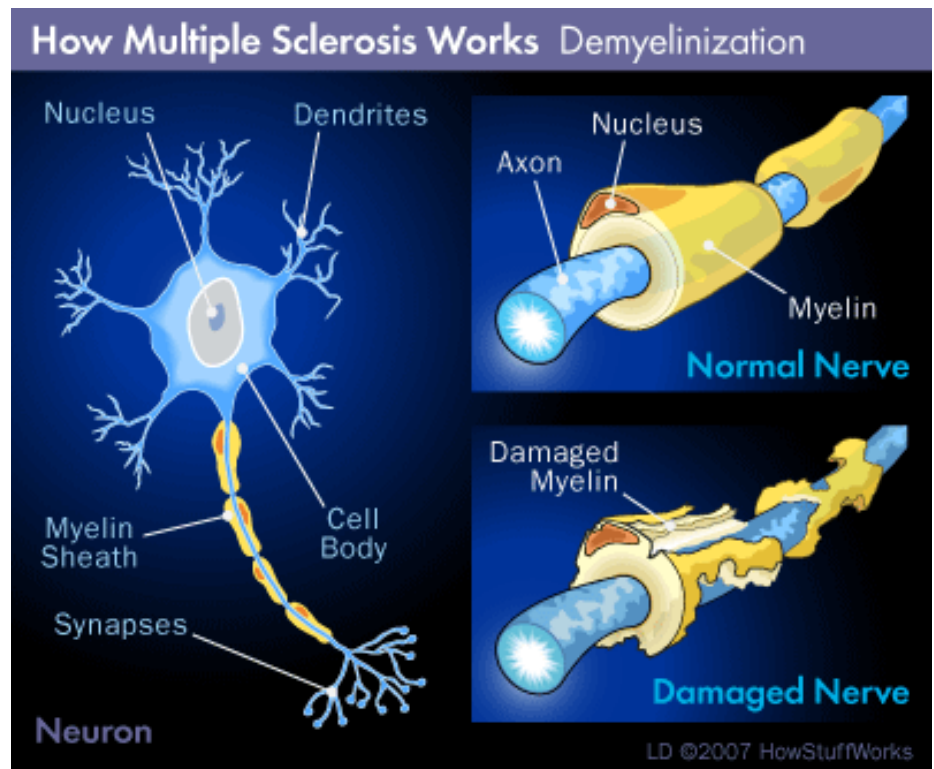 How Multiple Sclerosis Works Demyelinization
Nucleus
Dendrites
Myelin
Sheath
Cell
Body
Synapses
Neuron
Nucleus
Axon
Myelin
Normal Nerve
Damaged
Myelin
Damaged Nerve
LD ©2007 HowStuffWorks